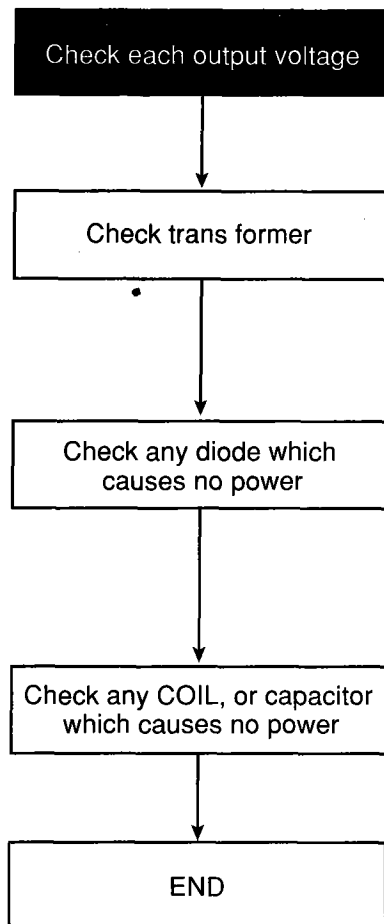 Check each output voltage
Check trans former
Check any diode which
causes no power
Check any COIL, or capacitor
which causes no power
END